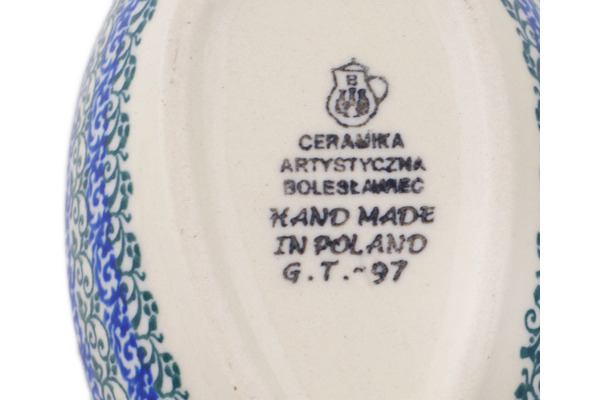 B
CERAMIKA
ARTYSTYCZNA
BOLESŁAWIEC
HAND MADE
IN POLAND
G.T.~97